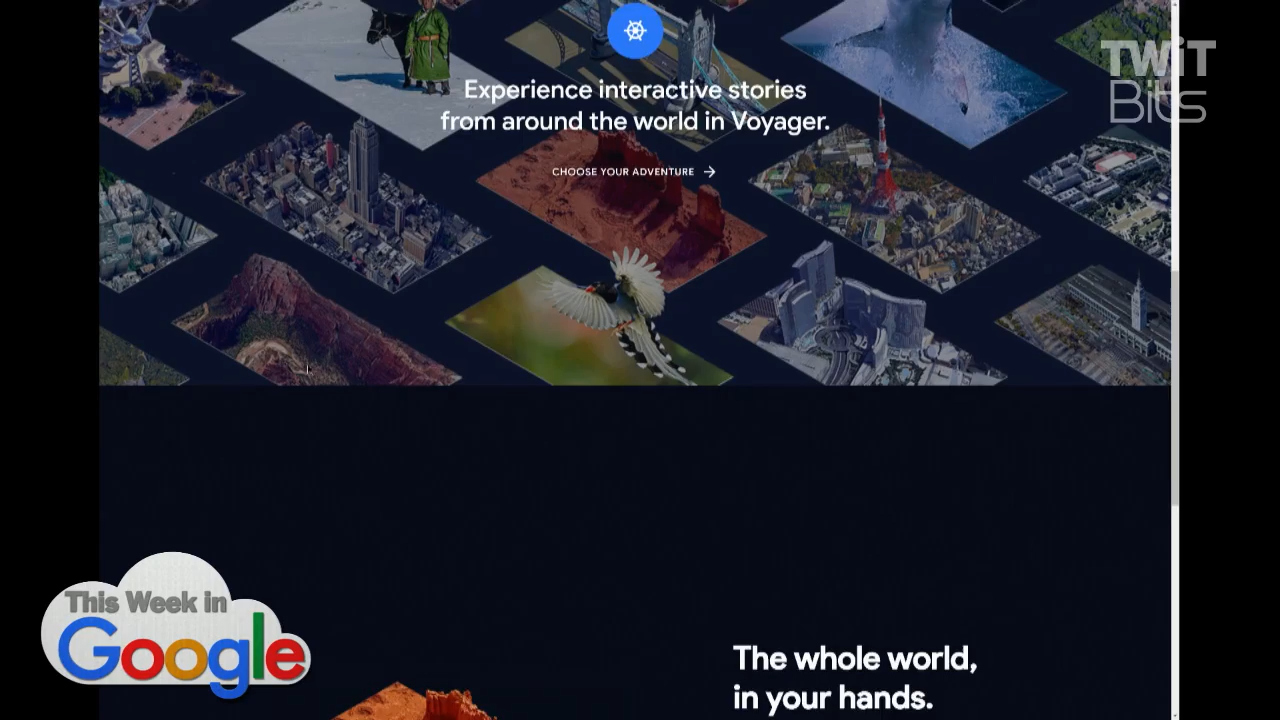 TWiT
Bits
Experience interactive stories
from around the world in Voyager.
CHOOSE YOUR ADVENTURE
This Week in
Google
The whole world,
in your hands.